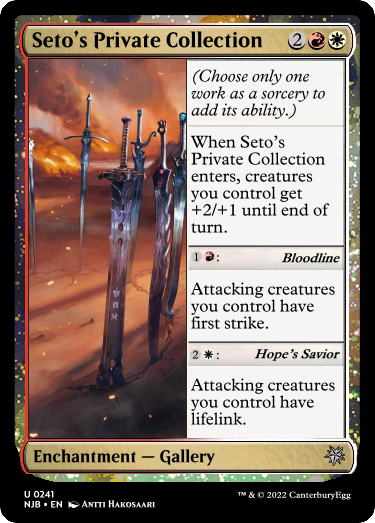 Seto's Private Collection 2
(Choose only one
work as a sorcery to
add its ability.)
When Seto's
Private Collection
enters, creatures
you control get
+2/+1 until end of
turn.
1 : Bloodline
Attacking creatures
you control have
first strike.
2 : Hope's Savior
Attacking creatures
you control have
lifelink.
Enchantment — Gallery
U 0241
NJB • EN Antti Hakosaari
™ & © 2022 CanterburyEgg